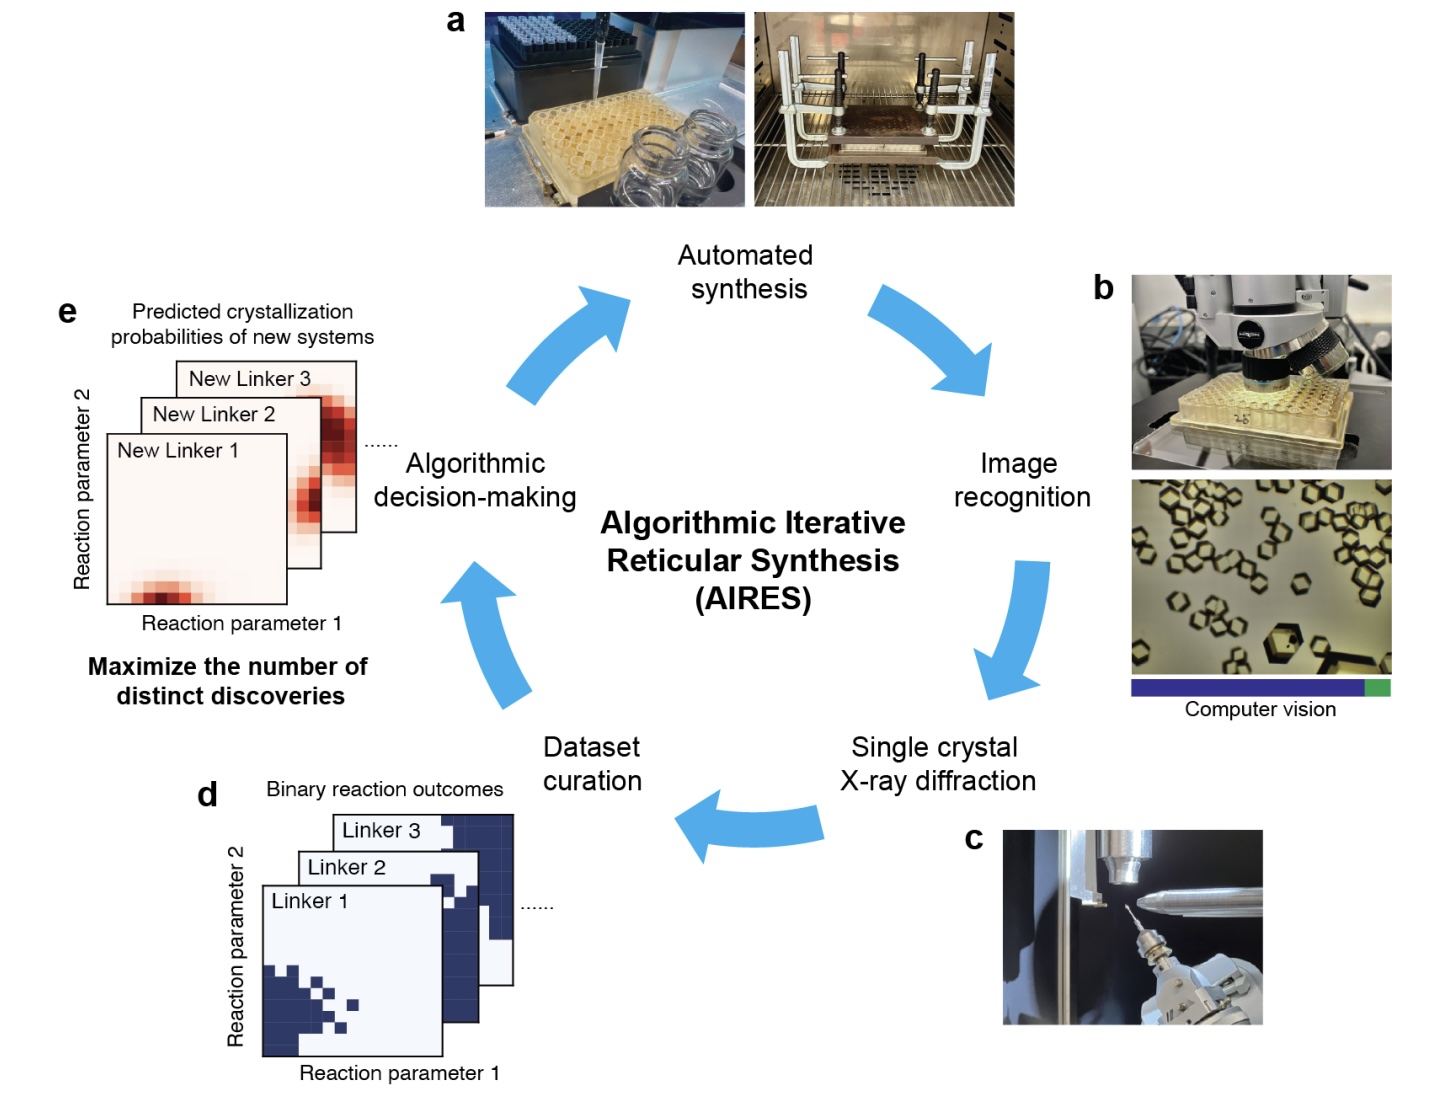 a
Automated
synthesis
b
Image
recognition
25
Computer vision
Single crystal
X-ray diffraction
c
Dataset
curation
d
Binary reaction outcomes
Linker 3
Linker 2
Linker 1
......
Reaction parameter 2
Reaction parameter 1
Algorithmic
decision-making
e
Predicted crystallization
probabilities of new systems
New Linker 3
New Linker 2
New Linker 1
......
Reaction parameter 2
Reaction parameter 1
Maximize the number of
distinct discoveries
Algorithmic Iterative
Reticular Synthesis
(AIRES)